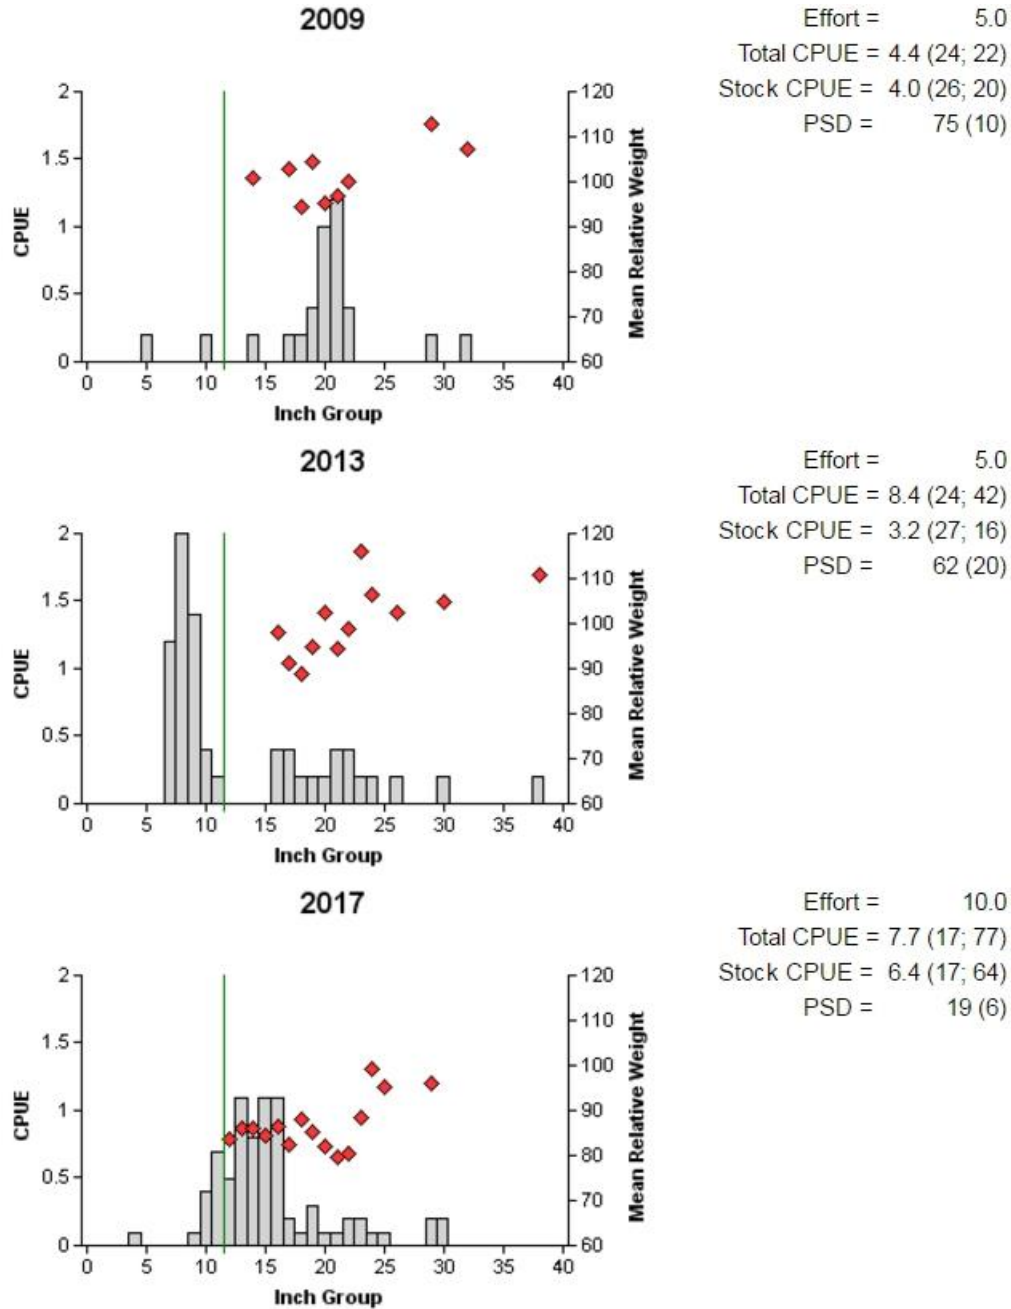 2009
Effort = 5.0
Total CPUE = 4.4 (24; 22)
Stock CPUE = 4.0 (26; 20)
PSD = 75 (10)
2 120
110
1.5 100
1 90
80
0.5 70
0 60
CPUE
Mean Relative Weight
0 5 10 15 20 25 30 35 40
Inch Group
2013
Effort = 5.0
Total CPUE = 8.4 (24; 42)
Stock CPUE = 3.2 (27; 16)
PSD = 62 (20)
2 120
110
1.5 100
1 90
80
0.5 70
0 60
CPUE
Mean Relative Weight
0 5 10 15 20 25 30 35 40
Inch Group
2017
Effort = 10.0
Total CPUE = 7.7 (17; 77)
Stock CPUE = 6.4 (17; 64)
PSD = 19 (6)
2 120
110
1.5 100
1 90
80
0.5 70
0 60
CPUE
Mean Relative Weight
0 5 10 15 20 25 30 35 40
Inch Group